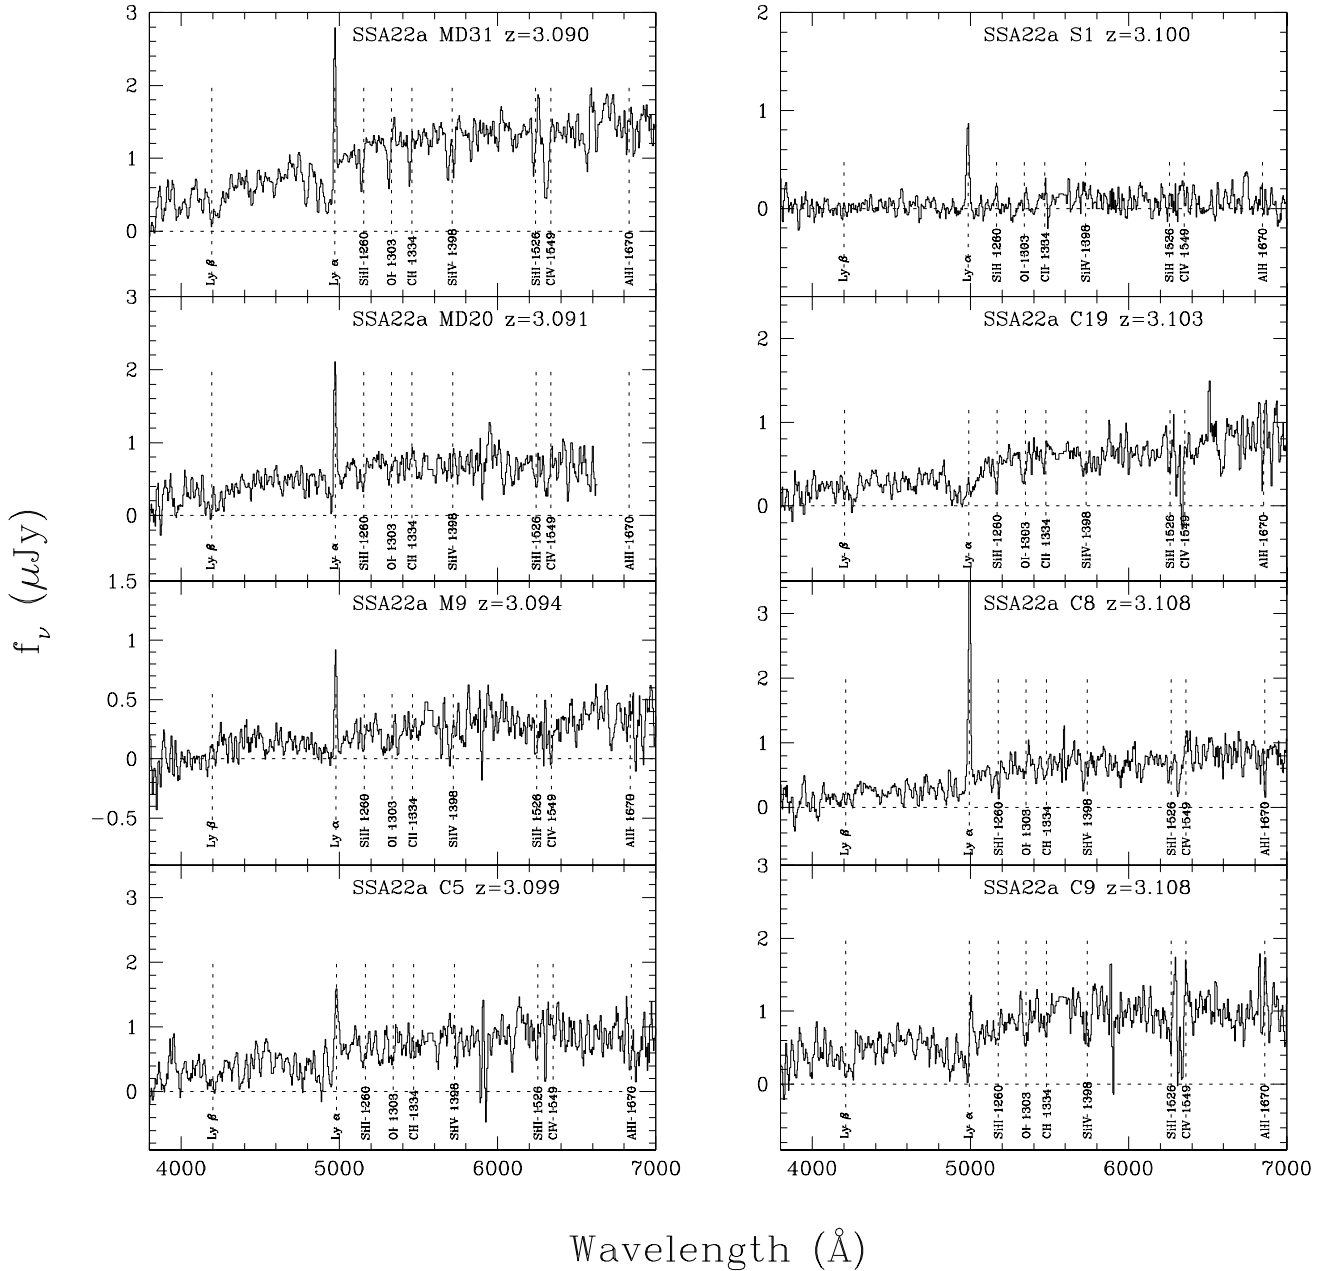 f_ν (μJy)
SSA22a MD31 z=3.090
3
2
1
0
Ly β
Ly α
SiII 1260
OI 1303
CII 1334
SiIV 1398
SiII 1526
CIV 1549
AlII 1670
SSA22a MD20 z=3.091
3
2
1
0
Ly β
Ly α
SiII 1260
OI 1303
CII 1334
SiIV 1398
SiII 1526
CIV 1549
AlII 1670
SSA22a M9 z=3.094
1.5
1
0.5
0
−0.5
Ly β
Ly α
SiII 1260
OI 1303
CII 1334
SiIV 1398
SiII 1526
CIV 1549
AlII 1670
SSA22a C5 z=3.099
3
2
1
0
Ly β
Ly α
SiII 1260
OI 1303
CII 1334
SiIV 1398
SiII 1526
CIV 1549
AlII 1670
4000 5000 6000 7000
SSA22a S1 z=3.100
2
1
0
Ly β
Ly α
SiII 1260
OI 1303
CII 1334
SiIV 1398
SiII 1526
CIV 1549
AlII 1670
SSA22a C19 z=3.103
2
1
0
Ly β
Ly α
SiII 1260
OI 1303
CII 1334
SiIV 1398
SiII 1526
CIV 1549
AlII 1670
SSA22a C8 z=3.108
3
2
1
0
Ly β
Ly α
SiII 1260
OI 1303
CII 1334
SiIV 1398
SiII 1526
CIV 1549
AlII 1670
SSA22a C9 z=3.108
3
2
1
0
Ly β
Ly α
SiII 1260
OI 1303
CII 1334
SiIV 1398
SiII 1526
CIV 1549
AlII 1670
4000 5000 6000 7000
Wavelength (Å)